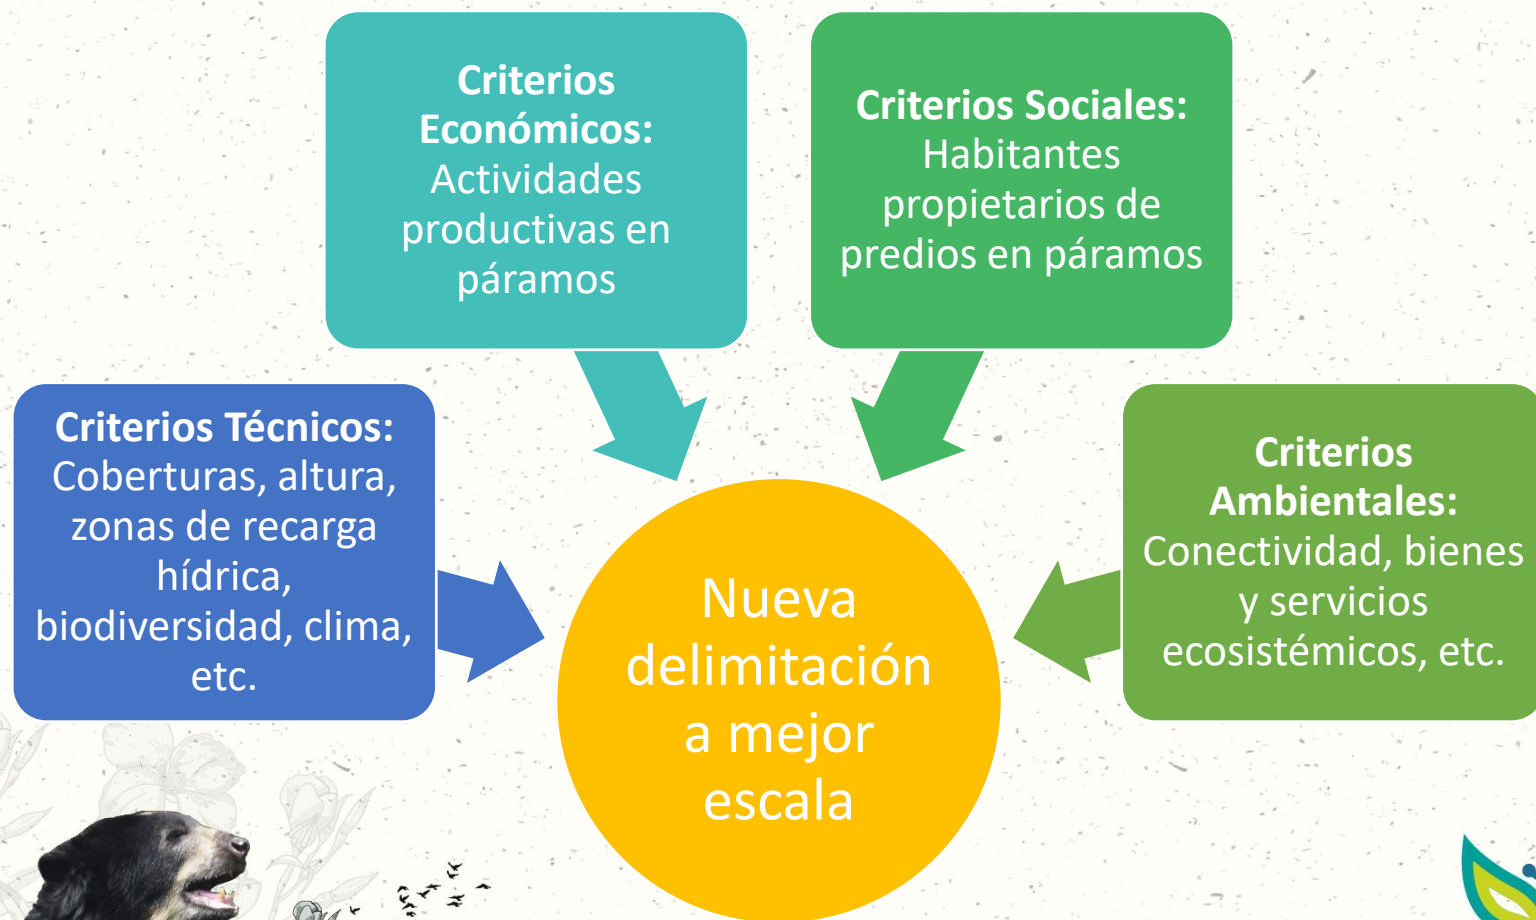 Criterios
Económicos:
Actividades
productivas en
páramos
Criterios Sociales:
Habitantes
propietarios de
predios en páramos
Criterios Técnicos:
Coberturas, altura,
zonas de recarga
hídrica,
biodiversidad, clima,
etc.
Criterios
Ambientales:
Conectividad, bienes
y servicios
ecosistémicos, etc.
Nueva
delimitación
a mejor
escala